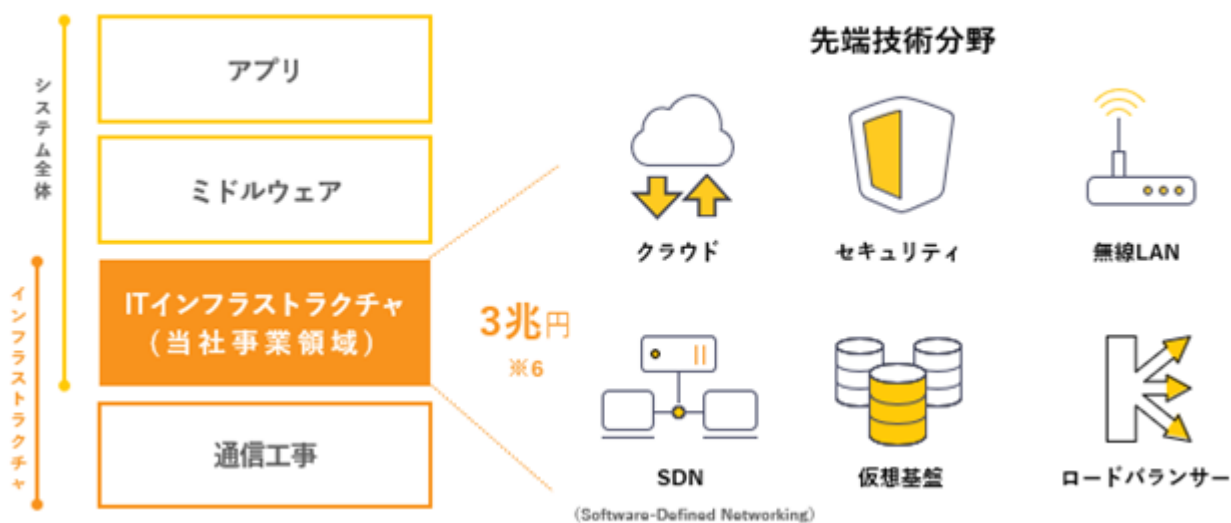 システム全体
アプリ
ミドルウェア
インフラストラクチャ
ITインフラストラクチャ
(当社事業領域)
通信工事
3兆円
※6
先端技術分野
クラウド
セキュリティ
無線LAN
SDN
(Software-Defined Networking)
仮想基盤
ロードバランサー